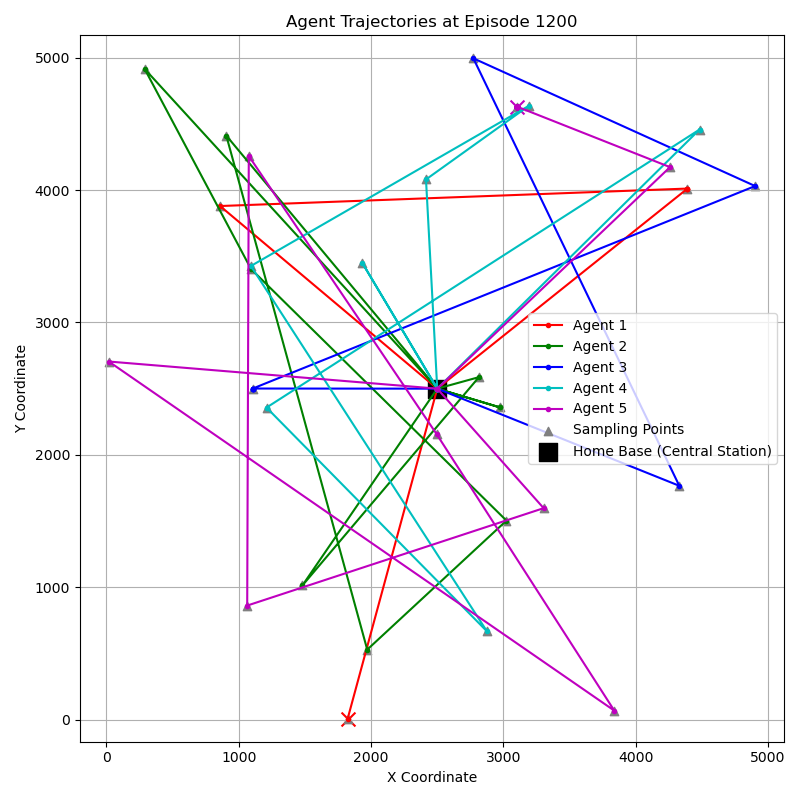 Agent Trajectories at Episode 1200
Y Coordinate
5000
4000
3000
2000
1000
0
Agent 1
Agent 2
Agent 3
Agent 4
Agent 5
Sampling Points
Home Base (Central Station)
0 1000 2000 3000 4000 5000
X Coordinate